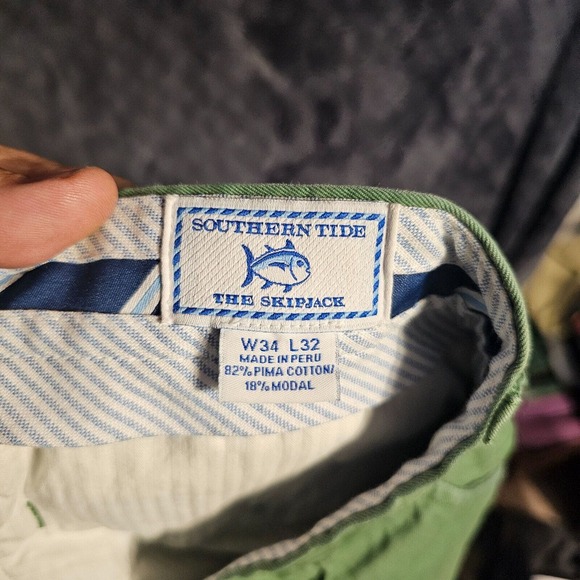 SOUTHERN TIDE
THE SKIPJACK
W34 L32
MADE IN PERU
82% PIMA COTTON/
18% MODAL